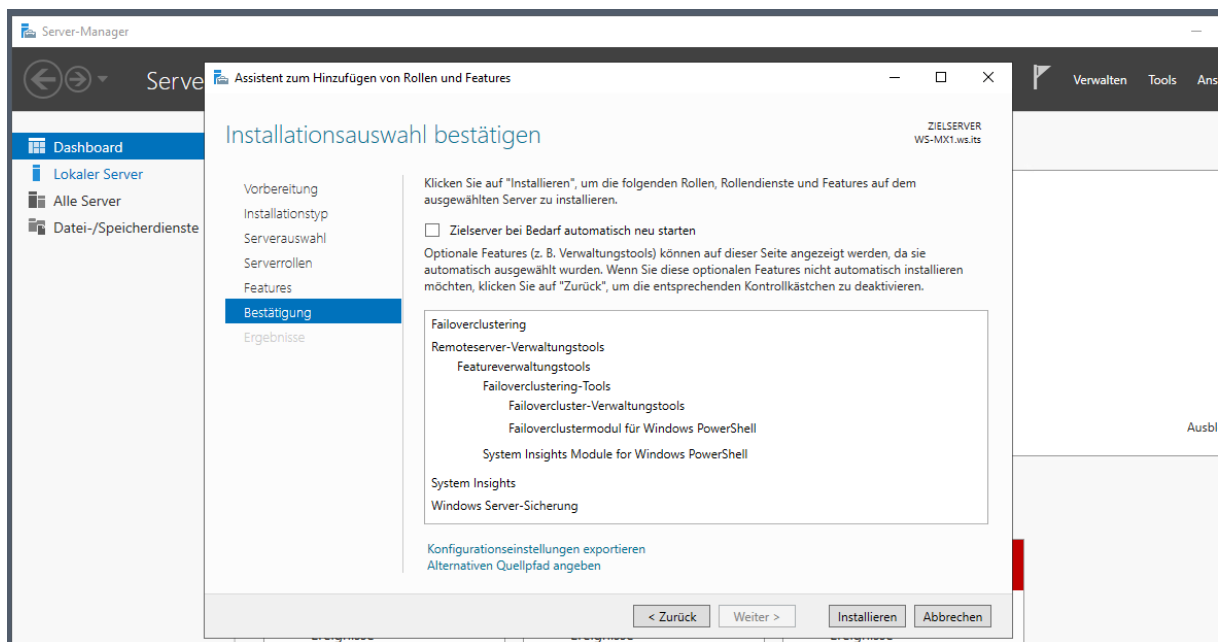 Server-Manager
Serve
Verwalten
Tools
Ans
Assistent zum Hinzufügen von Rollen und Features
Installationsauswahl bestätigen
ZIELSERVER
WS-MX1.ws.its
Dashboard
Lokaler Server
Alle Server
Datei-/Speicherdienste
Vorbereitung
Installationstyp
Serverauswahl
Serverrollen
Features
Bestätigung
Ergebnisse
Klicken Sie auf "Installieren", um die folgenden Rollen, Rollendienste und Features auf dem
ausgewählten Server zu installieren.
Zielserver bei Bedarf automatisch neu starten
Optionale Features (z. B. Verwaltungstools) können auf dieser Seite angezeigt werden, da sie
automatisch ausgewählt wurden. Wenn Sie diese optionalen Features nicht automatisch installieren
möchten, klicken Sie auf "Zurück", um die entsprechenden Kontrollkästchen zu deaktivieren.
Failoverclustering
Remoteserver-Verwaltungstools
Featureverwaltungstools
Failoverclustering-Tools
Failovercluster-Verwaltungstools
Failoverclustermodul für Windows PowerShell
System Insights Module for Windows PowerShell
System Insights
Windows Server-Sicherung
Ausbl
Konfigurationseinstellungen exportieren
Alternativen Quellpfad angeben
< Zurück
Weiter >
Installieren
Abbrechen